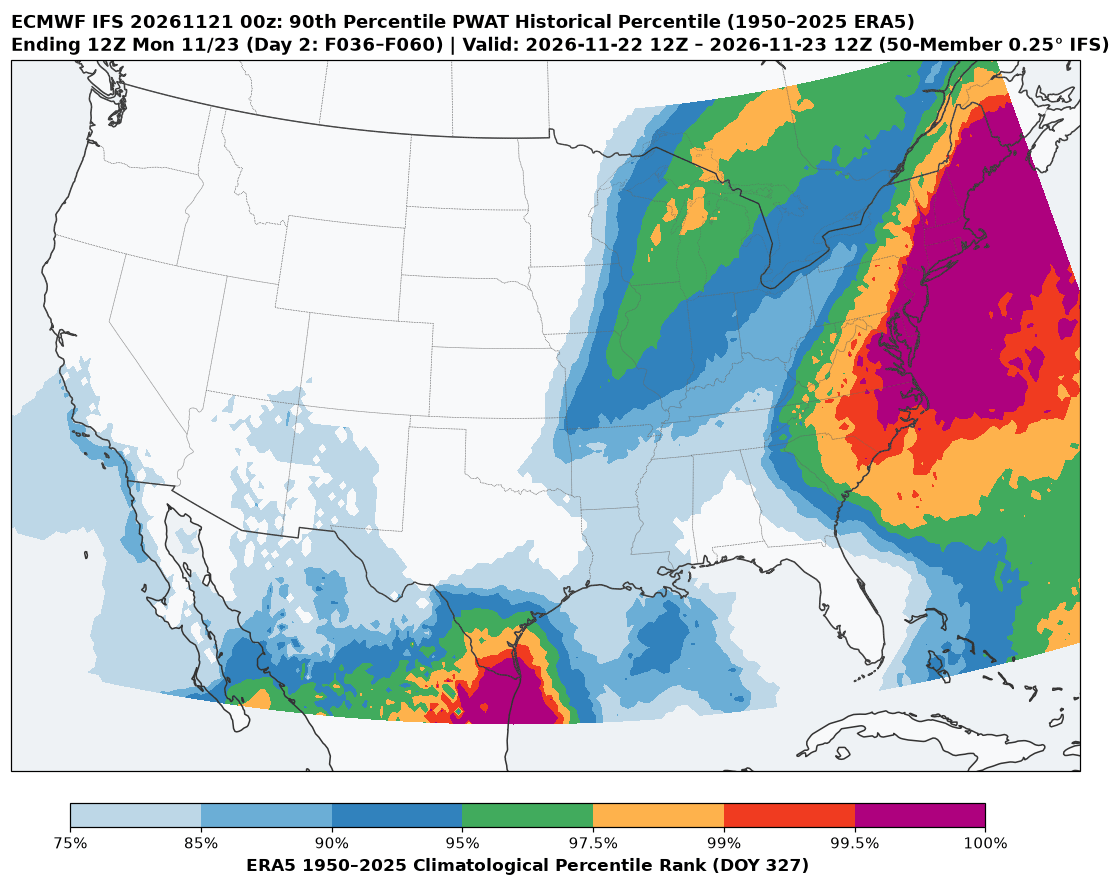 ECMWF IFS 20261121 00z: 90th Percentile PWAT Historical Percentile (1950–2025 ERA5)
Ending 12Z Mon 11/23 (Day 2: F036–F060) | Valid: 2026-11-22 12Z – 2026-11-23 12Z (50-Member 0.25° IFS)
75% 85% 90% 95% 97.5% 99% 99.5% 100%
ERA5 1950–2025 Climatological Percentile Rank (DOY 327)